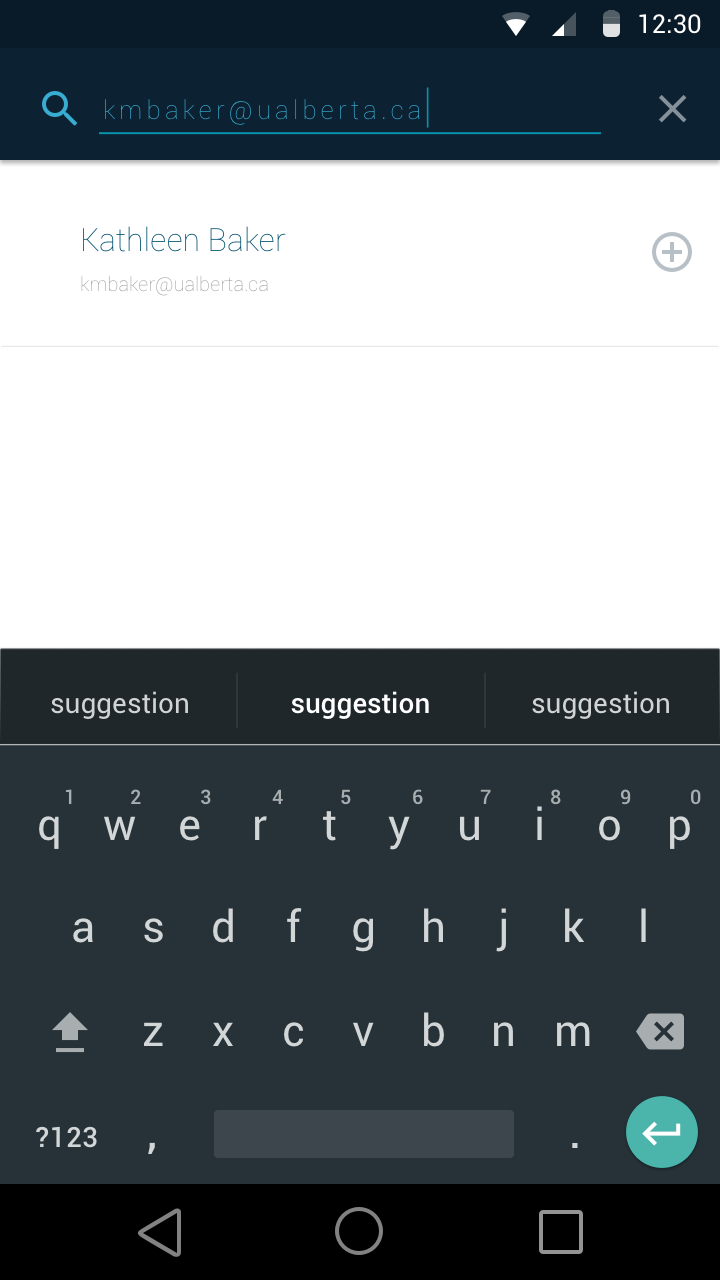 12:30
kmbaker@ualberta.ca
Kathleen Baker
kmbaker@ualberta.ca
suggestion suggestion suggestion
1 2 3 4 5 6 7 8 9 0
q w e r t y u i o p
a s d f g h j k l
z x c v b n m
?123 , .